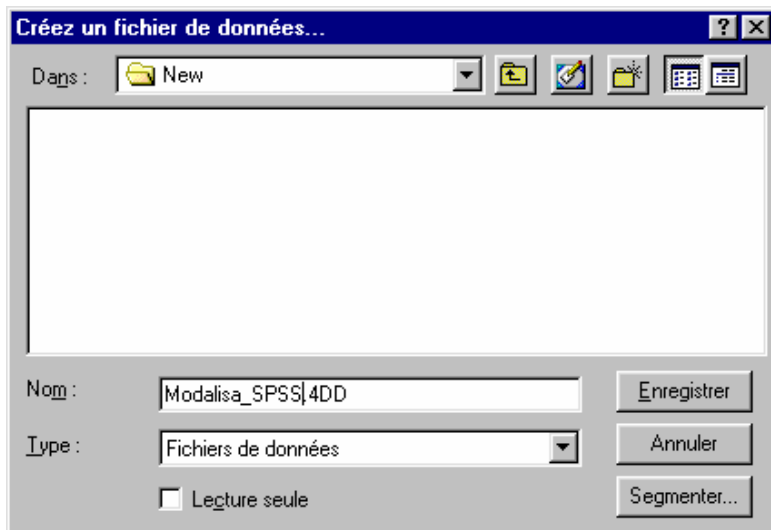 Créez un fichier de données...
Dans :
New
Nom :
Modalisa_SPSS.4DD
Enregistrer
Type :
Fichiers de données
Annuler
Lecture seule
Segmenter...